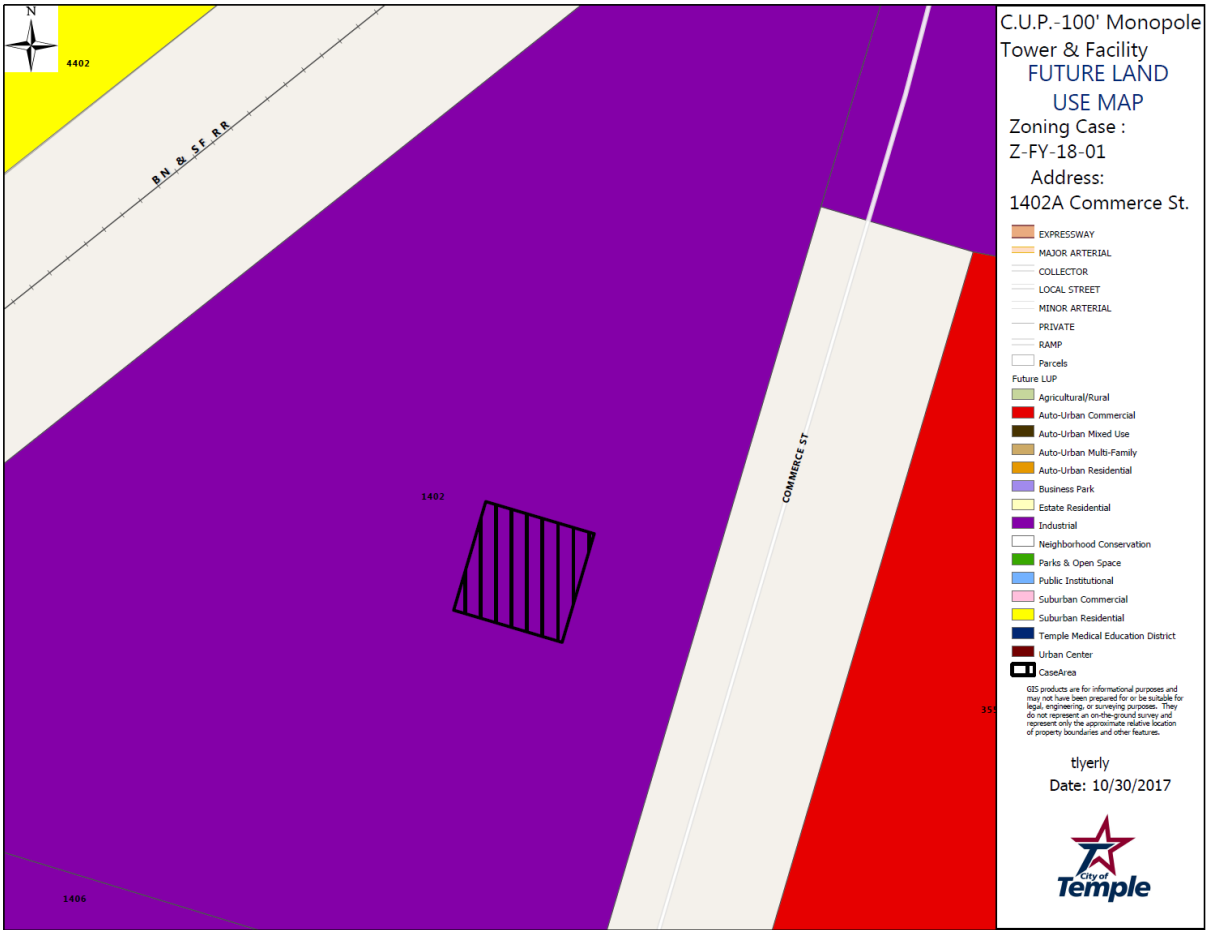 N
4402
BN & SF RR
1402
COMMERCE ST
1406
C.U.P.-100' Monopole
Tower & Facility
FUTURE LAND
USE MAP
Zoning Case :
Z-FY-18-01
Address:
1402A Commerce St.
EXPRESSWAY
MAJOR ARTERIAL
COLLECTOR
LOCAL STREET
MINOR ARTERIAL
PRIVATE
RAMP
Parcels
Future LUP
Agricultural/Rural
Auto-Urban Commercial
Auto-Urban Mixed Use
Auto-Urban Multi-Family
Auto-Urban Residential
Business Park
Estate Residential
Industrial
Neighborhood Conservation
Parks & Open Space
Public Institutional
Suburban Commercial
Suburban Residential
Temple Medical Education District
Urban Center
CaseArea
GIS products are for informational purposes and
may not have been prepared for or be suitable for
legal, engineering, or surveying purposes. They
do not represent an on-the-ground survey and
represent only the approximate relative location
of property boundaries and other features.
tlyerly
Date: 10/30/2017
City of
Temple